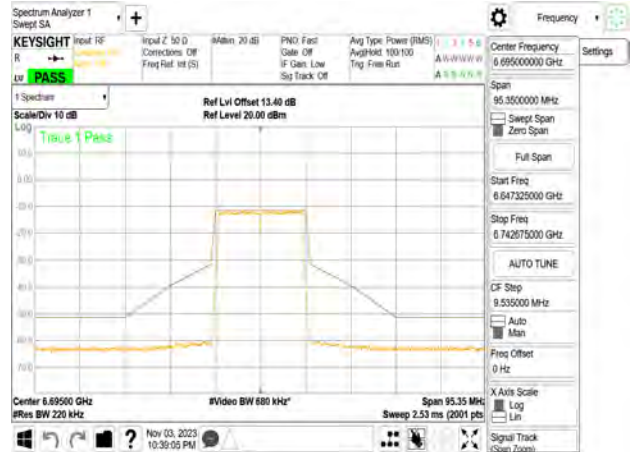 Spectrum Analyzer 1
Swept SA
Frequency
KEYSIGHT
Input: RF
Input Z: 50 Ω
#Atten: 20 dB
PNO: Fast
Avg Type: Power (RMS)
R
Corrections: Off
Gate: Off
Avg|Hold: 100/100
Freq Ref: Int (S)
IF Gain: Low
Trig: Free Run
Sig Track: Off
PASS
Center Frequency
6.695000000 GHz
Settings
Span
95.3500000 MHz
Swept Span
Zero Span
Full Span
Start Freq
6.647325000 GHz
Stop Freq
6.742675000 GHz
AUTO TUNE
CF Step
9.535000 MHz
Auto
Man
Freq Offset
0 Hz
X Axis Scale
Log
Lin
Signal Track
(Span Zoom)
1 Spectrum
Scale/Div 10 dB
Ref Lvl Offset 13.40 dB
Ref Level 20.00 dBm
Log
Trace 1 Pass
Center 6.69500 GHz
#Res BW 220 kHz
#Video BW 680 kHz*
Span 95.35 MHz
Sweep 2.53 ms (2001 pts
?
Nov 03, 2023
10:39:05 PM